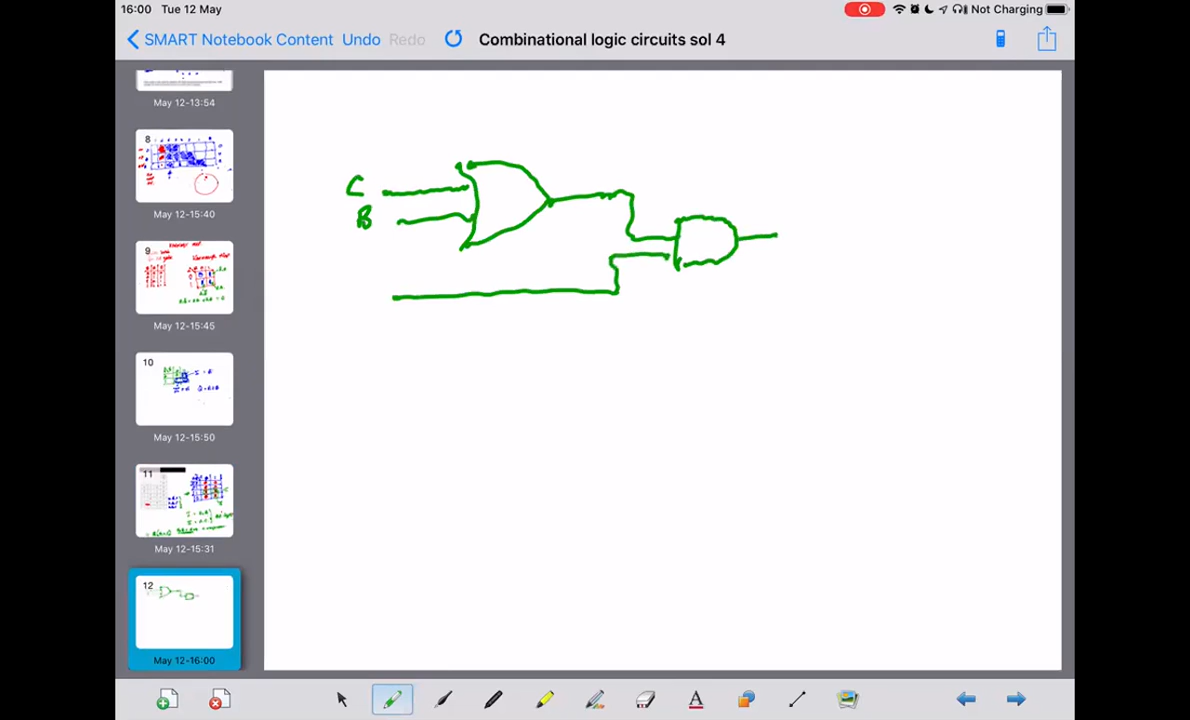 16:00 Tue 12 May
Not Charging
SMART Notebook Content Undo Redo Combinational logic circuits sol 4
May 12-13:54
8
May 12-15:40
9
May 12-15:45
10
May 12-15:50
11
May 12-15:31
12
May 12-16:00
C
B
A